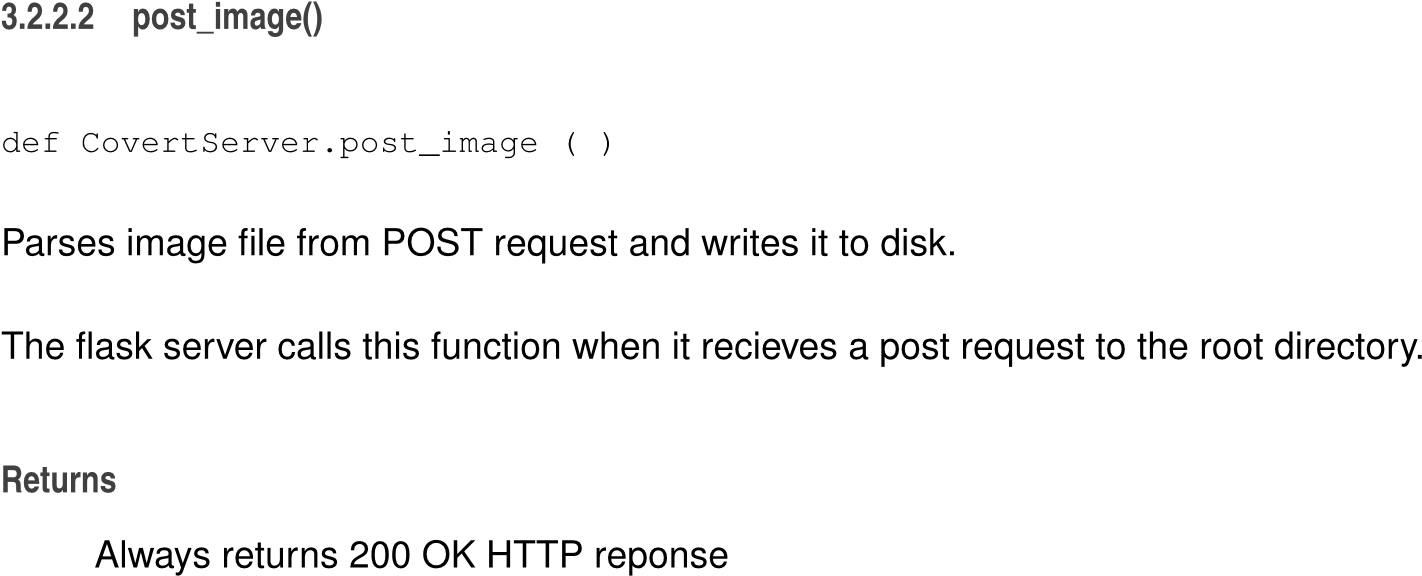 3.2.2.2 post_image()
def CovertServer.post_image ( )
Parses image file from POST request and writes it to disk.
The flask server calls this function when it recieves a post request to the root directory.
Returns
Always returns 200 OK HTTP reponse